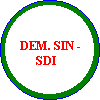 DEM. SIN -
SDI